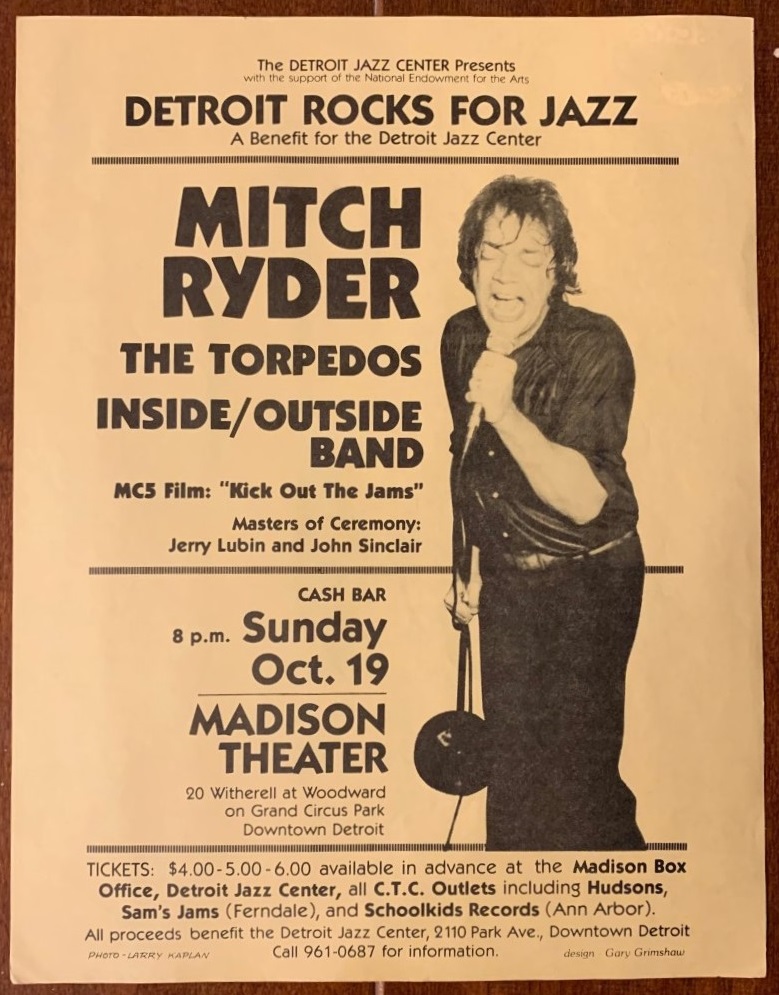 The DETROIT JAZZ CENTER Presents
with the support of the National Endowment for the Arts
DETROIT ROCKS FOR JAZZ
A Benefit for the Detroit Jazz Center
MITCH
RYDER
THE TORPEDOS
INSIDE/OUTSIDE
BAND
MC5 Film: "Kick Out The Jams"
Masters of Ceremony:
Jerry Lubin and John Sinclair
CASH BAR
8 p.m. Sunday
Oct. 19
MADISON
THEATER
20 Witherell at Woodward
on Grand Circus Park
Downtown Detroit
TICKETS: $4.00-5.00-6.00 available in advance at the Madison Box
Office, Detroit Jazz Center, all C.T.C. Outlets including Hudsons,
Sam's Jams (Ferndale), and Schoolkids Records (Ann Arbor).
All proceeds benefit the Detroit Jazz Center, 2110 Park Ave., Downtown Detroit
Call 961-0687 for information.
PHOTO - LARRY KAPLAN
design - Gary Grimshaw